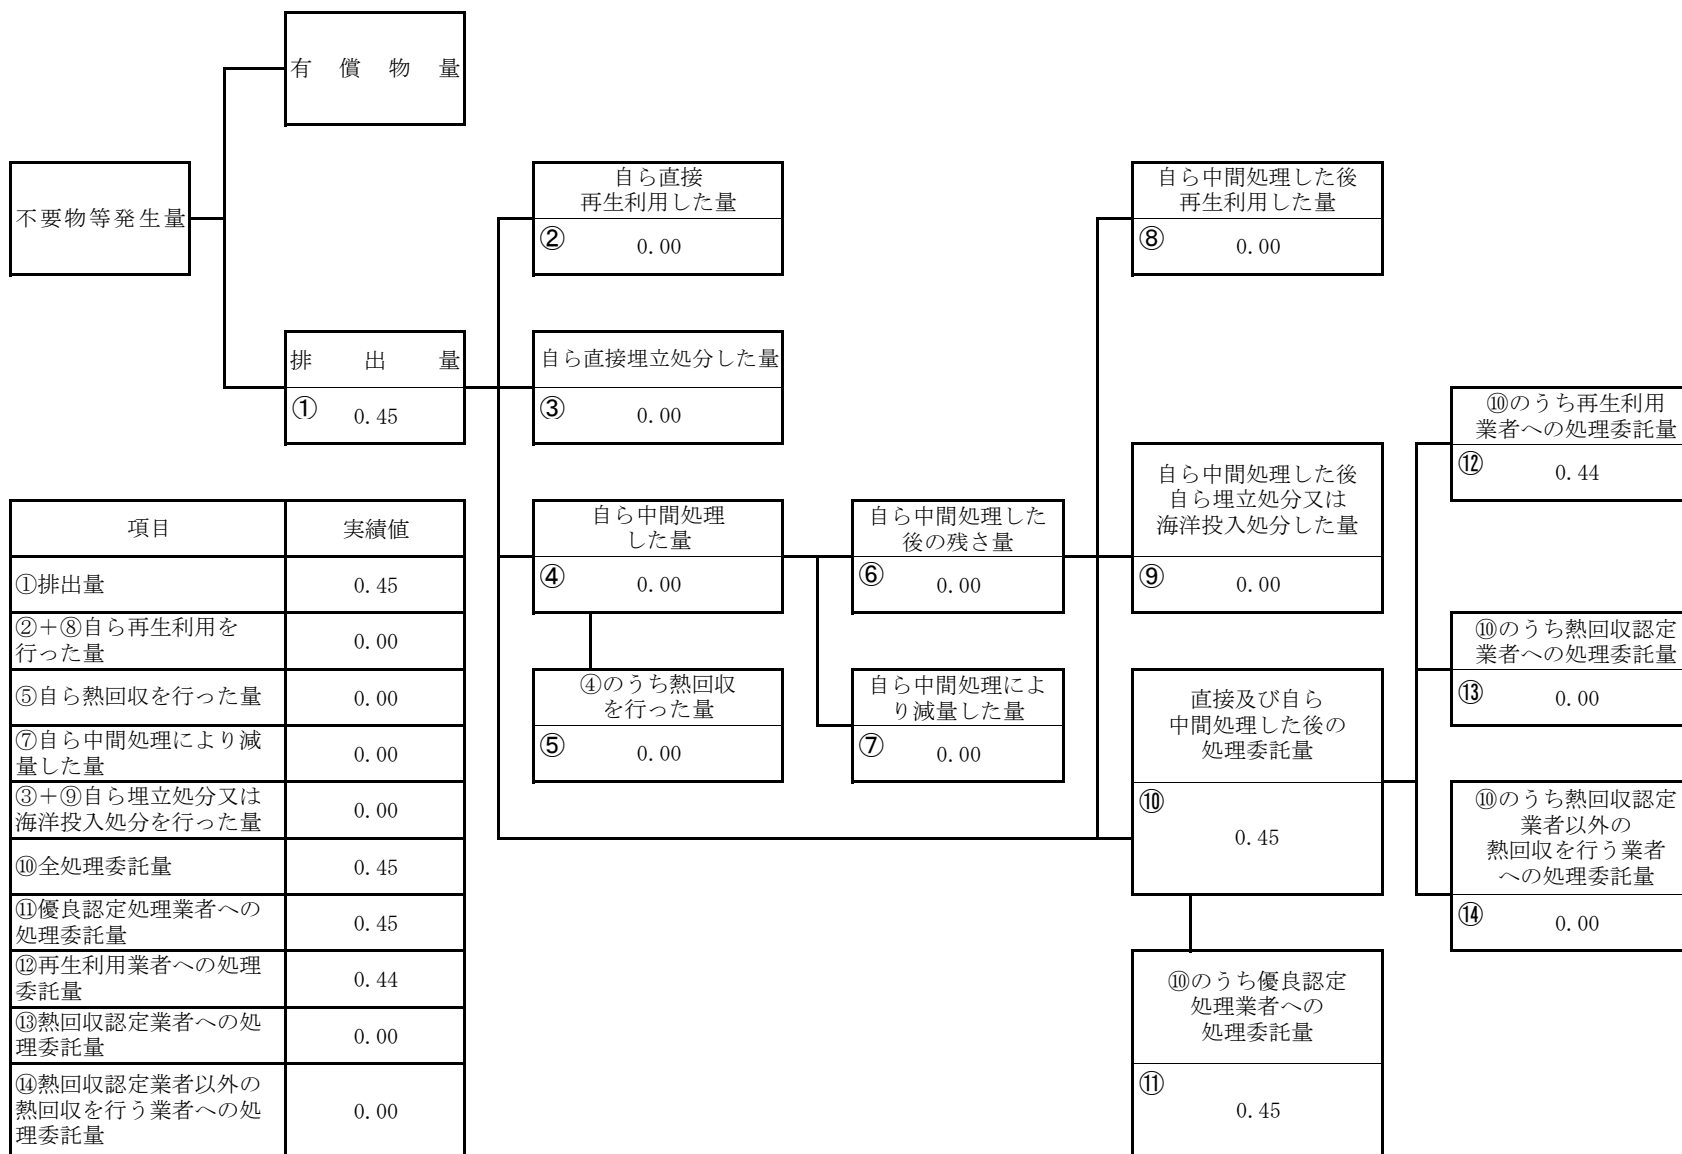 有償物量
不要物等発生量
排出量
① 0.45
自ら直接
再生利用した量
② 0.00
自ら直接埋立処分した量
③ 0.00
自ら中間処理
した量
④ 0.00
④のうち熱回収
を行った量
⑤ 0.00
自ら中間処理した
後の残さ量
⑥ 0.00
自ら中間処理によ
り減量した量
⑦ 0.00
自ら中間処理した後
再生利用した量
⑧ 0.00
自ら中間処理した後
自ら埋立処分又は
海洋投入処分した量
⑨ 0.00
直接及び自ら
中間処理した後の
処理委託量
⑩
0.45
⑩のうち優良認定
処理業者への
処理委託量
⑪
0.45
⑩のうち再生利用
業者への処理委託量
⑫ 0.44
⑩のうち熱回収認定
業者への処理委託量
⑬ 0.00
⑩のうち熱回収認定
業者以外の
熱回収を行う業者
への処理委託量
⑭ 0.00
項目 実績値
①排出量 0.45
②+⑧自ら再生利用を
行った量 0.00
⑤自ら熱回収を行った量 0.00
⑦自ら中間処理により減
量した量 0.00
③+⑨自ら埋立処分又は
海洋投入処分を行った量 0.00
⑩全処理委託量 0.45
⑪優良認定処理業者への
処理委託量 0.45
⑫再生利用業者への処理
委託量 0.44
⑬熱回収認定業者への処
理委託量 0.00
⑭熱回収認定業者以外の
熱回収を行う業者への処 0.00
理委託量